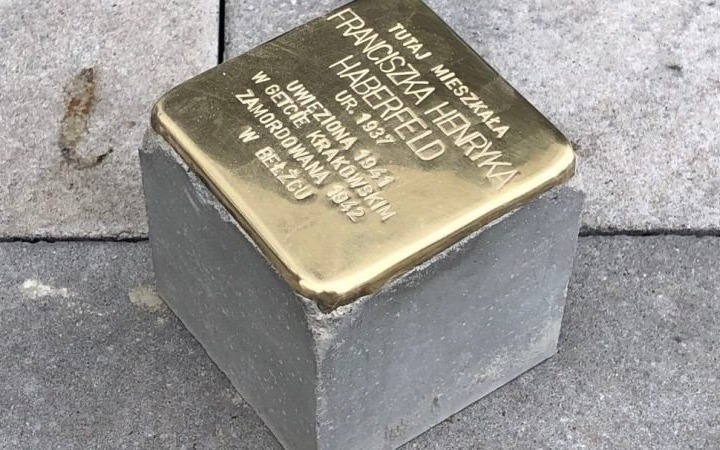 TUTAJ MIESZKAŁA
FRANCISZKA HENRYKA
HABERFELD
UR. 1937
UWIĘZIONA 1941
W GETCIE KRAKOWSKIM
ZAMORDOWANA 1942
W BEŁŻCU